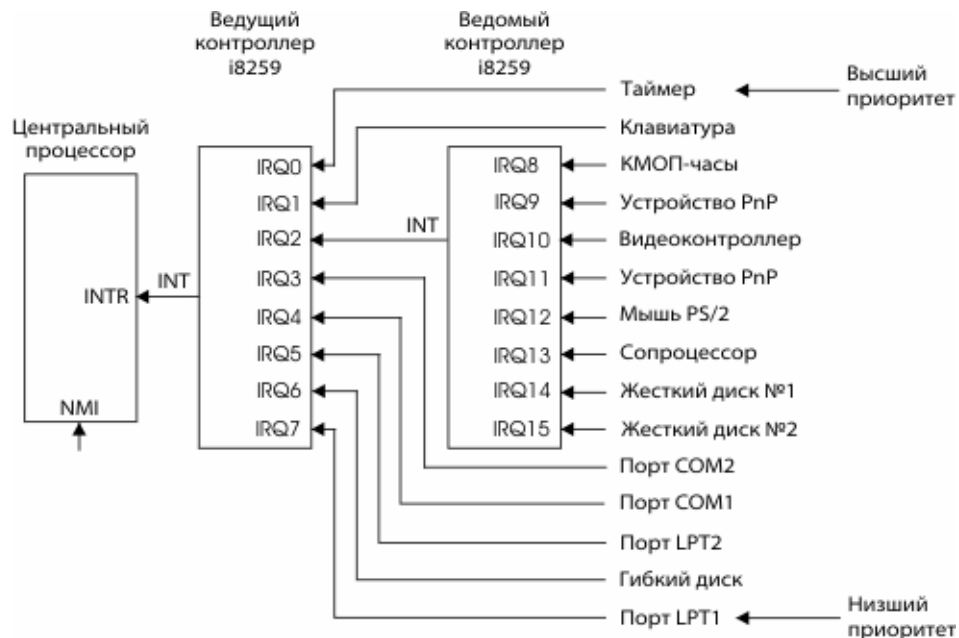 Ведущий
контроллер
i8259
Ведомый
контроллер
i8259
Таймер
Высший
приоритет
Клавиатура
Центральный
процессор
IRQ0
IRQ8
КМОП-часы
IRQ1
IRQ9
Устройство PnP
IRQ2
INT
IRQ10
Видеоконтроллер
INTR
INT
IRQ3
IRQ11
Устройство PnP
IRQ4
IRQ12
Мышь PS/2
IRQ5
IRQ13
Сопроцессор
IRQ6
IRQ14
Жесткий диск №1
NMI
IRQ7
IRQ15
Жесткий диск №2
Порт COM2
Порт COM1
Порт LPT2
Гибкий диск
Порт LPT1
Низший
приоритет